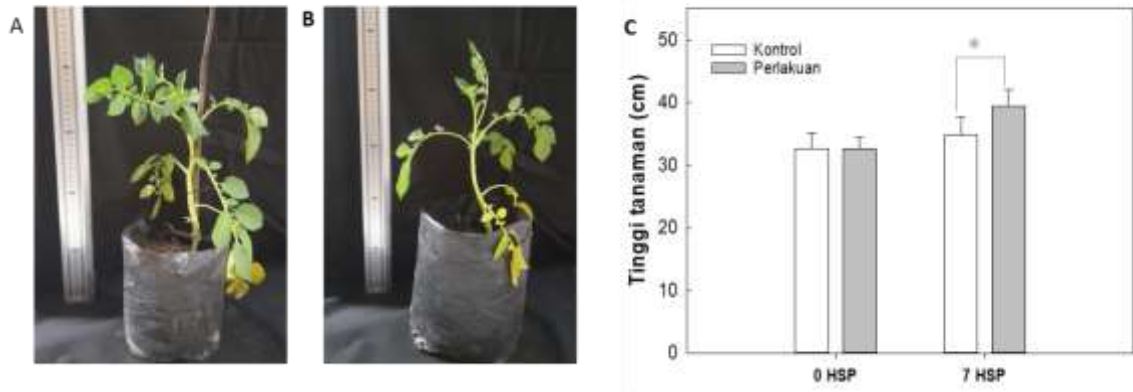 A
B
C
Tinggi tanaman (cm)
50
40
30
20
10
0
Kontrol
Perlakuan
*
0 HSP
7 HSP